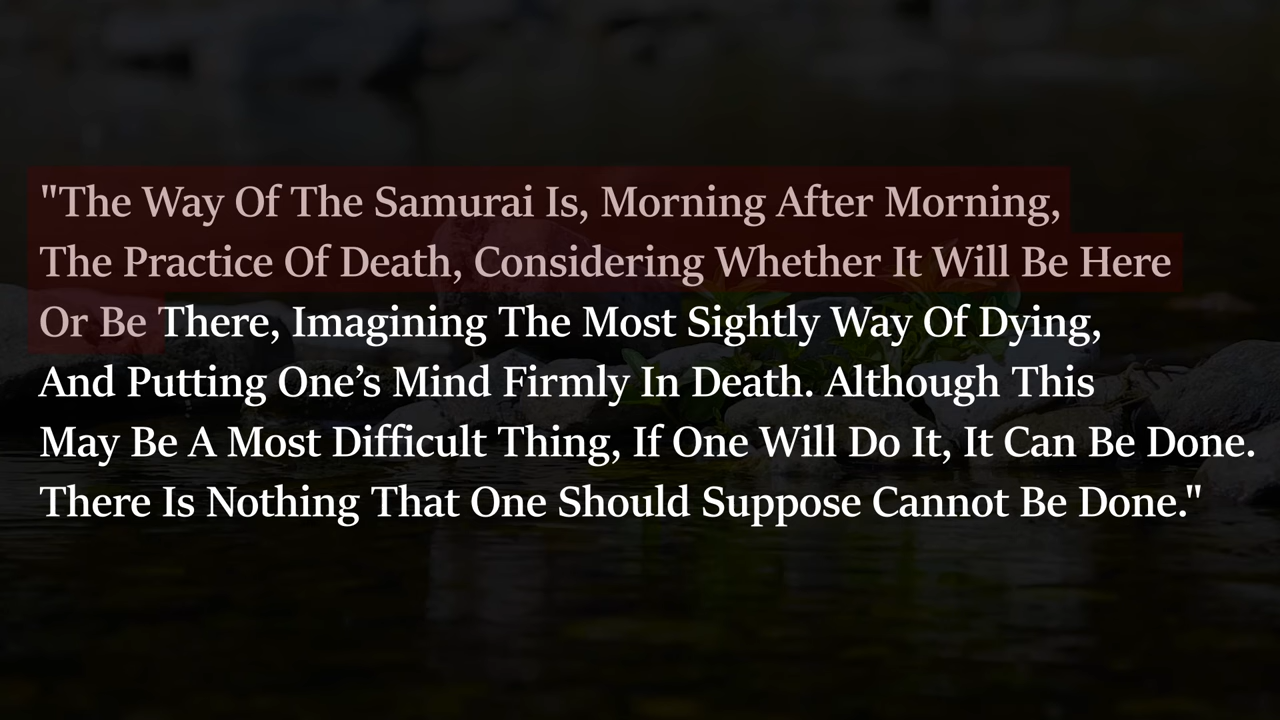 "The Way Of The Samurai Is, Morning After Morning,
The Practice Of Death, Considering Whether It Will Be Here
Or Be There, Imagining The Most Sightly Way Of Dying,
And Putting One’s Mind Firmly In Death. Although This
May Be A Most Difficult Thing, If One Will Do It, It Can Be Done.
There Is Nothing That One Should Suppose Cannot Be Done."